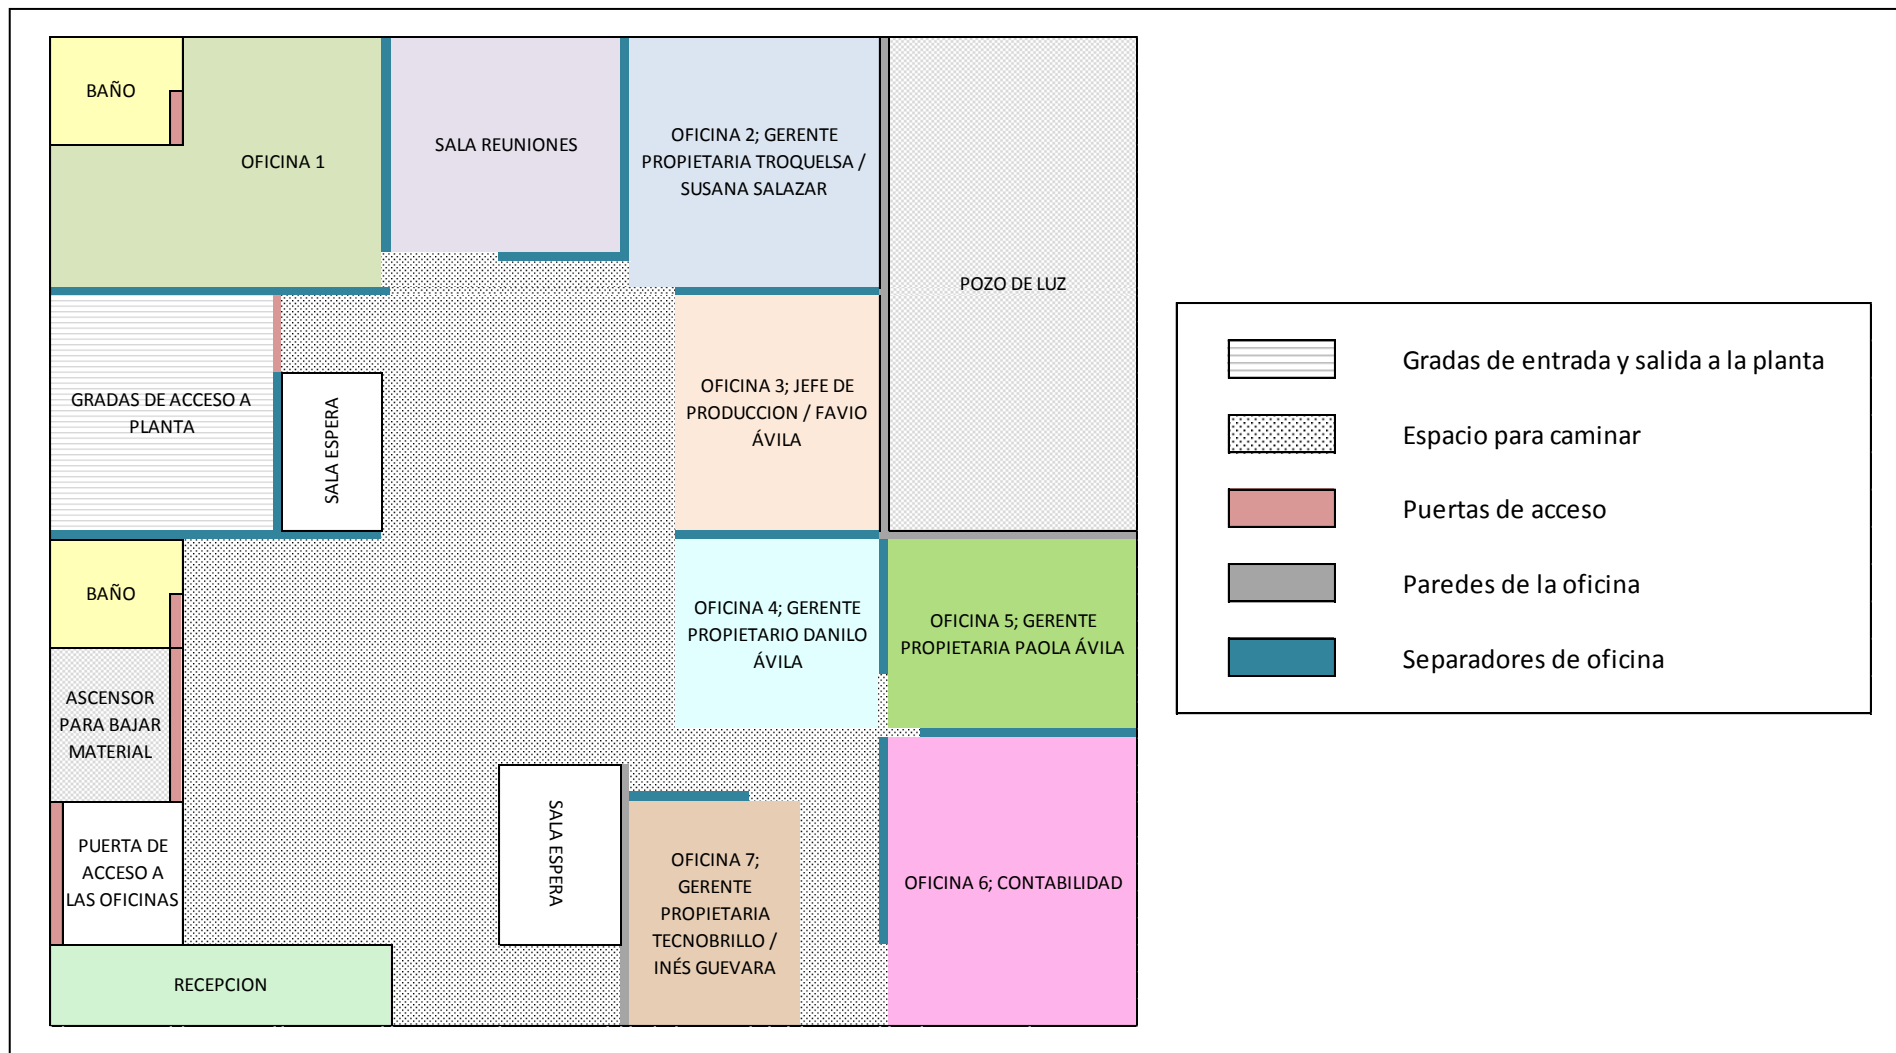 BAÑO
OFICINA 1
SALA REUNIONES
OFICINA 2; GERENTE
PROPIETARIA TROQUELSA /
SUSANA SALAZAR
POZO DE LUZ
GRADAS DE ACCESO A
PLANTA
SALA ESPERA
OFICINA 3; JEFE DE
PRODUCCION / FAVIO
ÁVILA
BAÑO
OFICINA 4; GERENTE
PROPIETARIO DANILO
ÁVILA
OFICINA 5; GERENTE
PROPIETARIA PAOLA ÁVILA
ASCENSOR
PARA BAJAR
MATERIAL
PUERTA DE
ACCESO A
LAS OFICINAS
SALA ESPERA
OFICINA 7;
GERENTE
PROPIETARIA
TECNOBRILLO /
INÉS GUEVARA
OFICINA 6; CONTABILIDAD
RECEPCION
Gradas de entrada y salida a la planta
Espacio para caminar
Puertas de acceso
Paredes de la oficina
Separadores de oficina